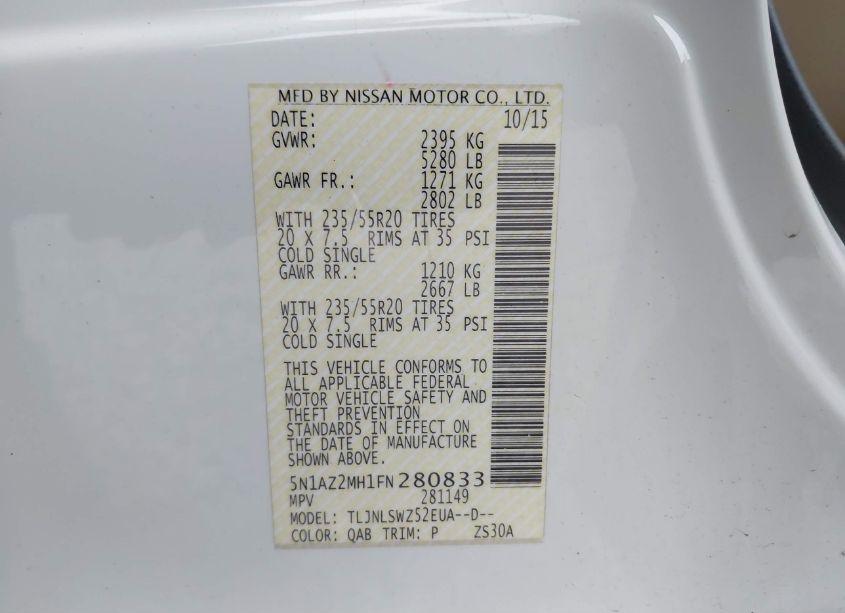 MFD BY NISSAN MOTOR CO., LTD.
DATE: 10/15
GVWR: 2395 KG
5280 LB
GAWR FR.: 1271 KG
2802 LB
WITH 235/55R20 TIRES
20 X 7.5 RIMS AT 35 PSI
COLD SINGLE
GAWR RR.: 1210 KG
2667 LB
WITH 235/55R20 TIRES
20 X 7.5 RIMS AT 35 PSI
COLD SINGLE
THIS VEHICLE CONFORMS TO
ALL APPLICABLE FEDERAL
MOTOR VEHICLE SAFETY AND
THEFT PREVENTION
STANDARDS IN EFFECT ON
THE DATE OF MANUFACTURE
SHOWN ABOVE.
5N1AZ2MH1FN280833
MPV 281149
MODEL: TLJNLSWZ52EUA--D--
COLOR: QAB TRIM: P ZS30A